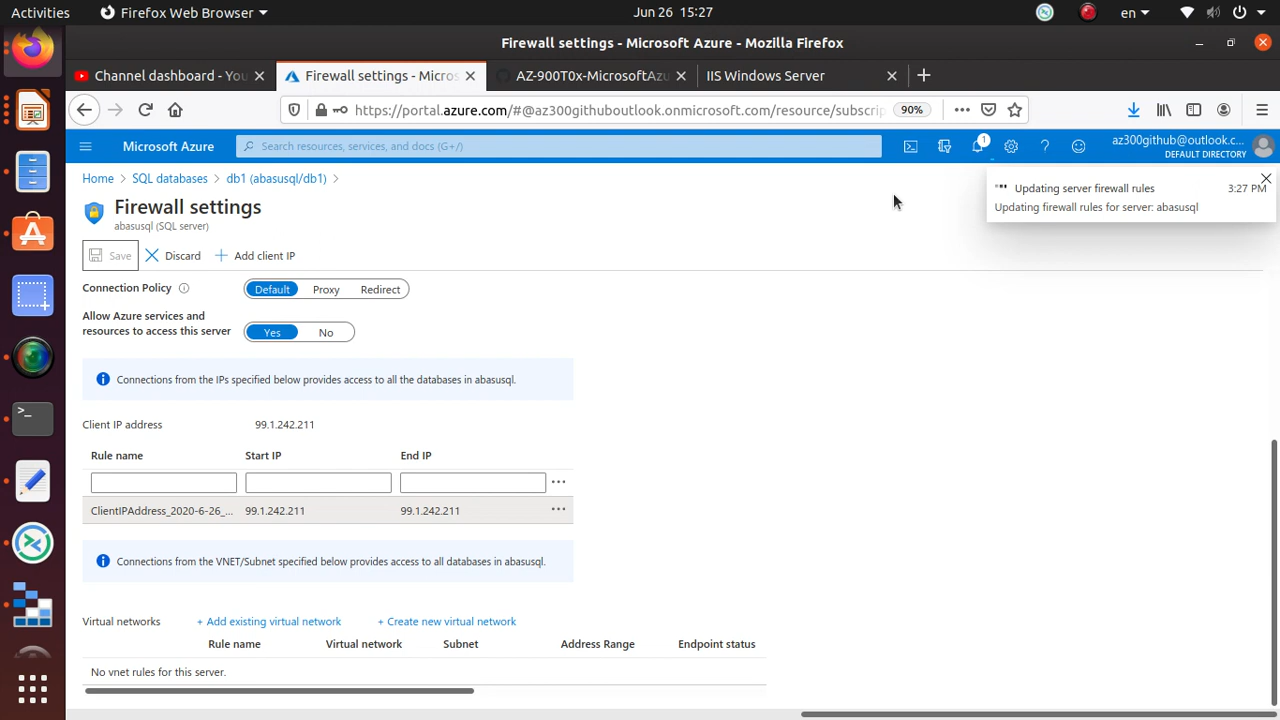 Activities
Firefox Web Browser
Jun 26 15:27
en
Firewall settings - Microsoft Azure - Mozilla Firefox
Channel dashboard - You
Firewall settings - Micros
AZ-900T0x-MicrosoftAzu
IIS Windows Server
https://portal.azure.com/#@az300githuboutlook.onmicrosoft.com/resource/subscrip
90%
Microsoft Azure
Search resources, services, and docs (G+/)
1
az300github@outlook.c...
DEFAULT DIRECTORY
Home > SQL databases > db1 (abasusql/db1) >
Updating server firewall rules 3:27 PM
Updating firewall rules for server: abasusql
Firewall settings
abasusql (SQL server)
Save
Discard
Add client IP
Connection Policy
Default
Proxy
Redirect
Allow Azure services and
resources to access this server
Yes
No
Connections from the IPs specified below provides access to all the databases in abasusql.
Client IP address 99.1.242.211
Rule name Start IP End IP
ClientIPAddress_2020-6-26_... 99.1.242.211 99.1.242.211
Connections from the VNET/Subnet specified below provides access to all databases in abasusql.
Virtual networks + Add existing virtual network + Create new virtual network
Rule name Virtual network Subnet Address Range Endpoint status
No vnet rules for this server.